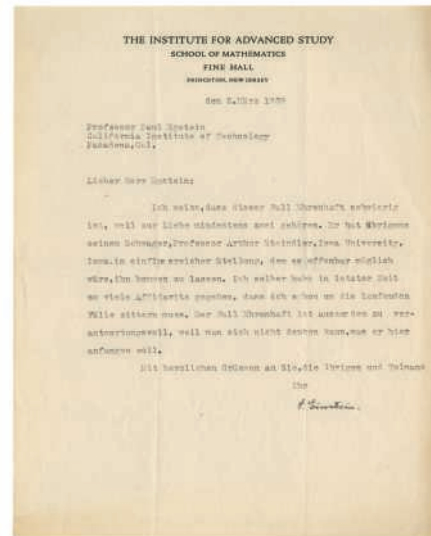 THE INSTITUTE FOR ADVANCED STUDY
SCHOOL OF MATHEMATICS
FINE HALL
PRINCETON, NEW JERSEY
den 2.März
Professor Paul Epstein
California Institute of Technology
Pasadena,Cal.
Lieber Herr Epstein:
Ich weiss,dass dieser Fall Ehrenhaft schwierig
ist, weil zur Liebe mindestens zwei gehören. Er hat übrigens
seinen Schwager,Professor Arthur Steindler,Iowa University,
Iowa,in einflussreicher Stellung, dem es offenbar möglich
wäre,ihn kommen zu lassen. Ich selber habe in letzter Zeit
so viele Affidavits gegeben, dass ich schon um die laufenden
Fälle zittern muss. Der Fall Ehrenhaft ist ausserdem zu ver-
antwortungsvoll, weil man sich nicht denken kann,was er hier
anfangen will.
Mit herzlichen Grüssen an Sie,die Ihrigen und Tolmans
Ihr
A. Einstein.